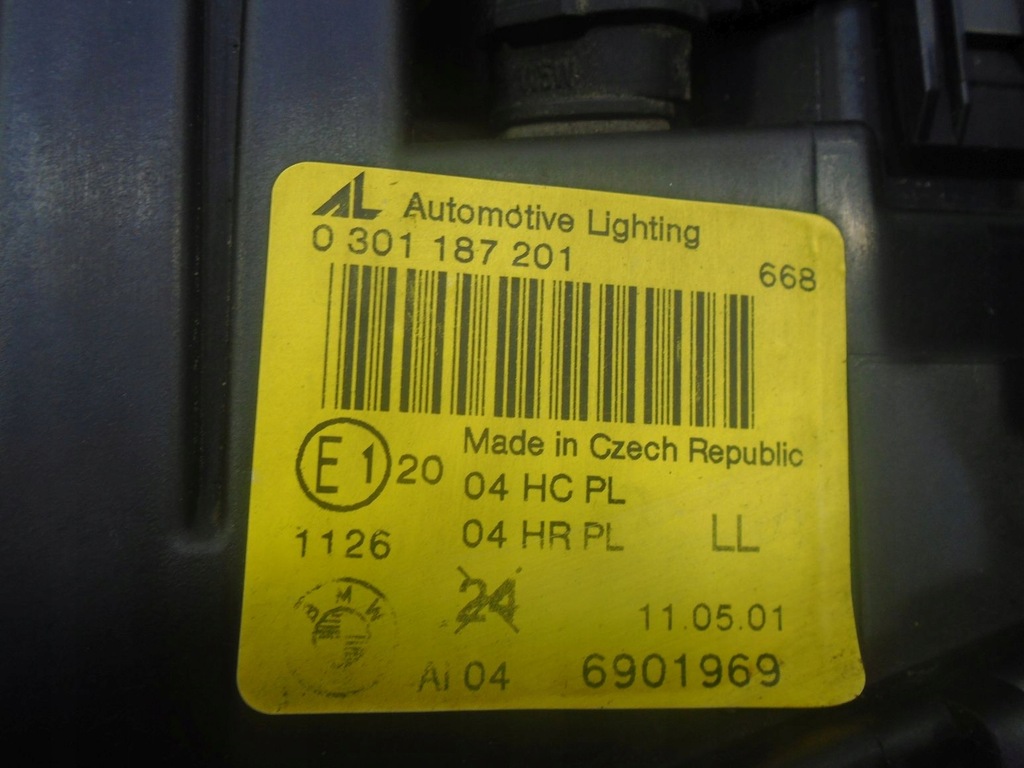 AL Automotive Lighting
0 301 187 201
668
Made in Czech Republic
E1 20
04 HC PL
04 HR PL LL
1126
BMW
24
11.05.01
AI 04
6901969